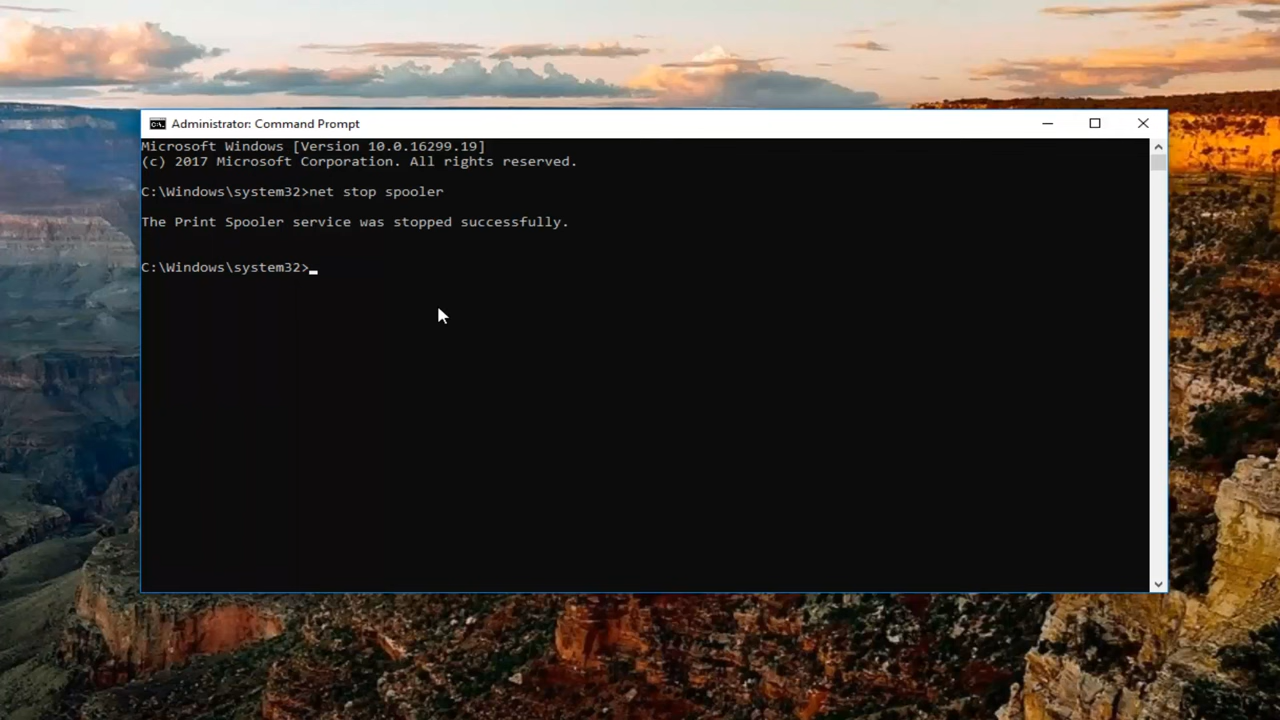 Administrator: Command Prompt
Microsoft Windows [Version 10.0.16299.19]
(c) 2017 Microsoft Corporation. All rights reserved.
C:\Windows\system32>net stop spooler
The Print Spooler service was stopped successfully.
C:\Windows\system32>